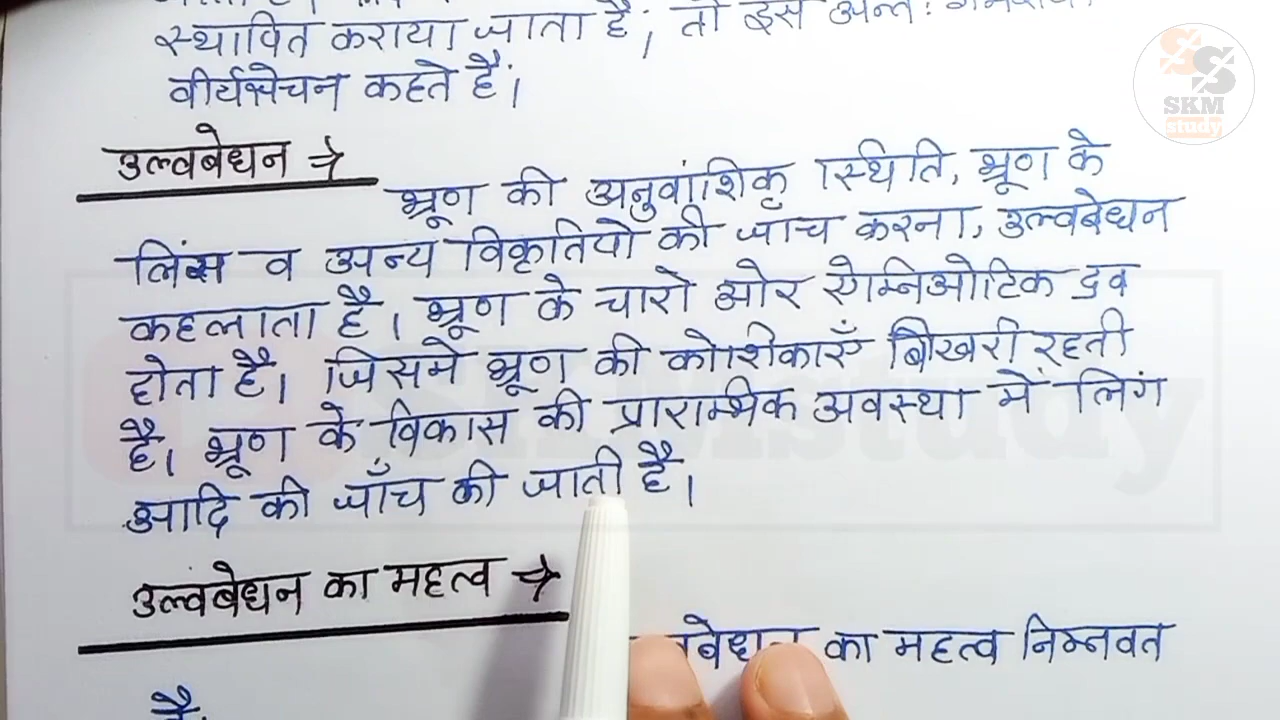 स्थापित कराया जाता है, तो इसे अन्तः
वीर्यसेचन कहते हैं।
SKM
study
उल्वबेधन →
भ्रूण की अनुवांशिक स्थिति, भ्रूण के
लिंग व अन्य विकृतियो की जाँच करना, उल्वबेधन
कहलाता है। भ्रूण के चारो ओर ऐम्निओटिक द्रव
होता है। जिसमे भ्रूण की कोशिकाएँ बिखरी रहती
है। भ्रूण के विकास की प्रारम्भिक अवस्था में लिंग
आदि की जाँच की जाती है।
उल्वबेधन का महत्व →
का महत्व निम्नवत
है